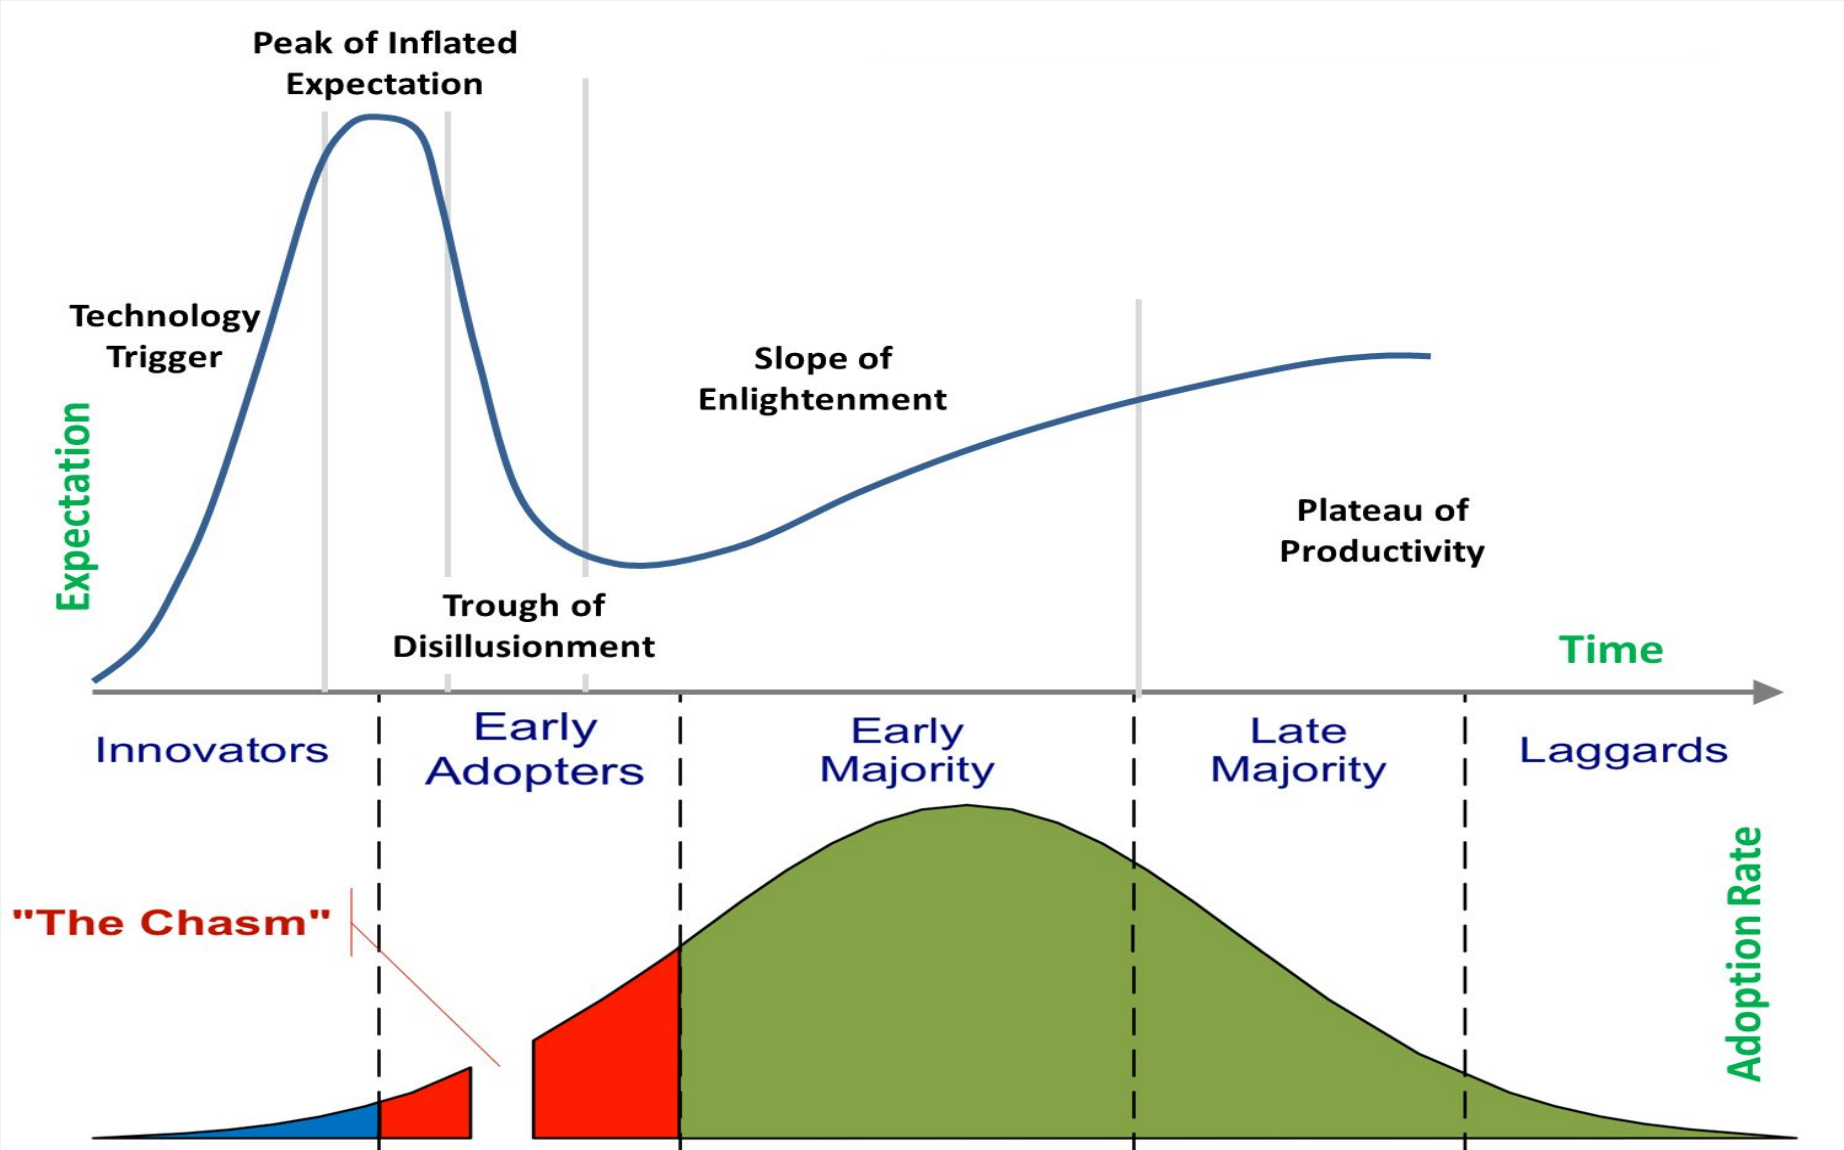 Peak of Inflated
Expectation
Technology
Trigger
Slope of
Enlightenment
Expectation
Plateau of
Productivity
Trough of
Disillusionment
Time
Innovators
Early
Adopters
Early
Majority
Late
Majority
Laggards
"The Chasm"
Adoption Rate